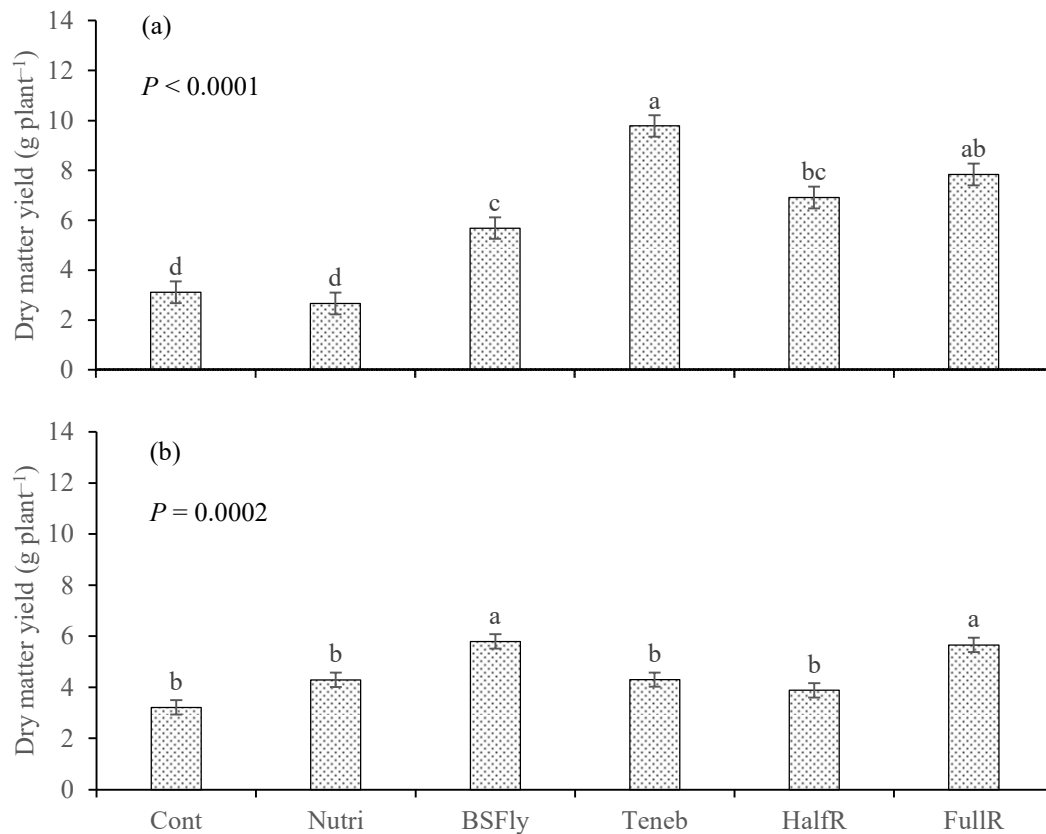 14
(a)
12
P < 0.0001
a
10
ab
bc
8
c
6
d
d
4
2
0
Dry matter yield (g plant⁻¹)
14
(b)
12
P = 0.0002
10
8
a
a
6
b
b
b
b
4
2
0
Dry matter yield (g plant⁻¹)
Cont Nutri BSFly Teneb HalfR FullR